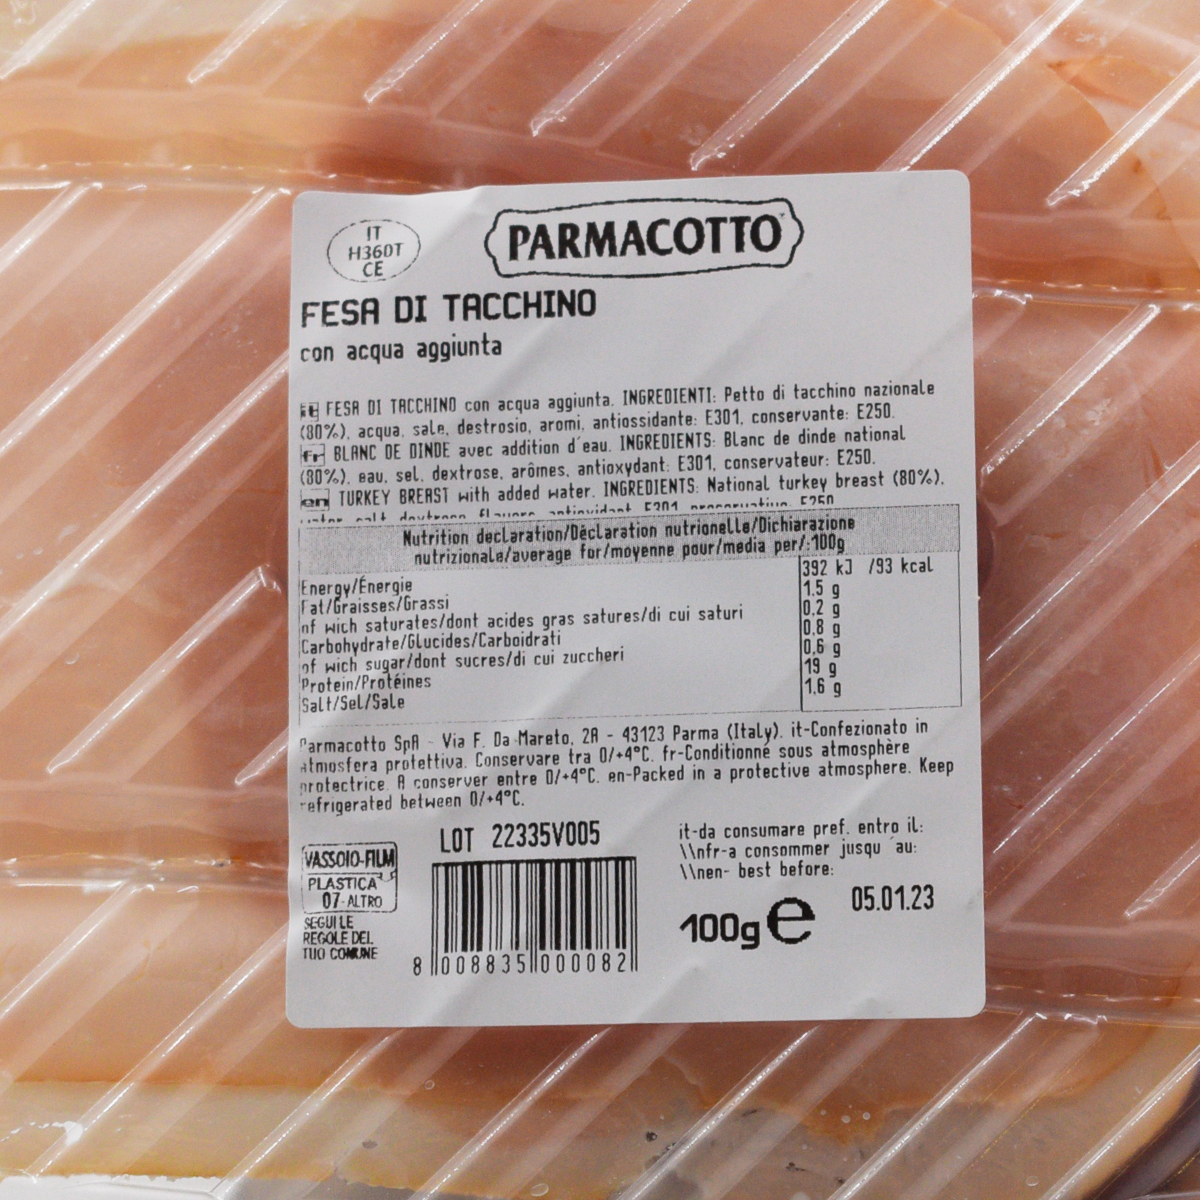 IT
H360T
CE
PARMACOTTO
FESA DI TACCHINO
con acqua aggiunta
it FESA DI TACCHINO con acqua aggiunta. INGREDIENTI: Petto di tacchino nazionale
(80%), acqua, sale, destrosio, aromi, antiossidante: E301, conservante: E250.
fr BLANC DE DINDE avec addition d'eau. INGREDIENTS: Blanc de dinde national
(80%), eau, sel, dextrose, arômes, antioxydant: E301, conservateur: E250.
en TURKEY BREAST with added water. INGREDIENTS: National turkey breast (80%).
Nutrition declaration/Dèclaration nutrionelle/Dichiarazione
nutrizionale/average for/moyenne pour/media per/:100g
Energy/Énergie 392 kJ /93 kcal
Fat/Graisses/Grassi 1.5 g
of wich saturates/dont acides gras satures/di cui saturi 0,2 g
Carbohydrate/Glucides/Carboidrati 0,8 g
of wich sugar/dont sucres/di cui zuccheri 0,6 g
Protein/Protéines 19 g
Salt/Sel/Sale 1,6 g
Parmacotto SpA - Via F. Da Mareto, 2A - 43123 Parma (Italy). it-Confezionato in
atmosfera protettiva. Conservare tra 0/+4°C. fr-Conditionné sous atmosphère
protectrice. A conserver entre 0/+4°C. en-Packed in a protective atmosphere. Keep
refrigerated between 0/+4°C.
LOT 22335V005
it-da consumare pref. entro il:
\\nfr-a consommer jusqu'au:
\\nen- best before:
05.01.23
VASSOIO-FILM
PLASTICA
07-ALTRO
SEGUI LE
REGOLE DEL
TUO COMUNE
100g e
8 008835 000082